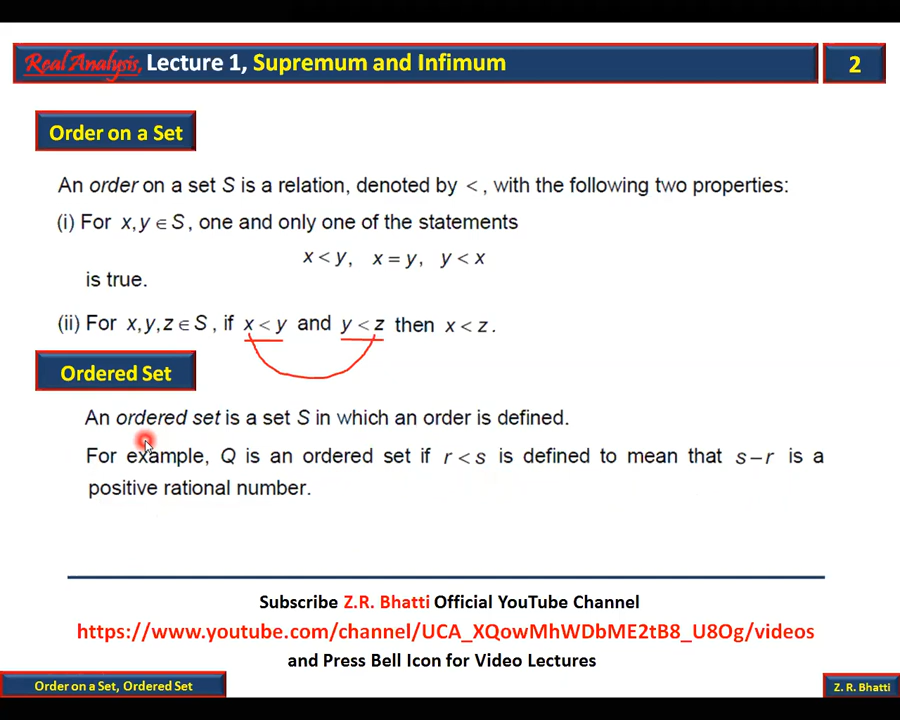 Real Analysis, Lecture 1, Supremum and Infimum
2
Order on a Set
An order on a set S is a relation, denoted by <, with the following two properties:
(i) For x, y ∈ S, one and only one of the statements
x < y, x = y, y < x
is true.
(ii) For x, y, z ∈ S, if x < y and y < z then x < z.
Ordered Set
An ordered set is a set S in which an order is defined.
For example, Q is an ordered set if r < s is defined to mean that s − r is a
positive rational number.
Subscribe Z.R. Bhatti Official YouTube Channel
https://www.youtube.com/channel/UCA_XQowMhWDbME2tB8_U8Og/videos
and Press Bell Icon for Video Lectures
Order on a Set, Ordered Set
Z. R. Bhatti